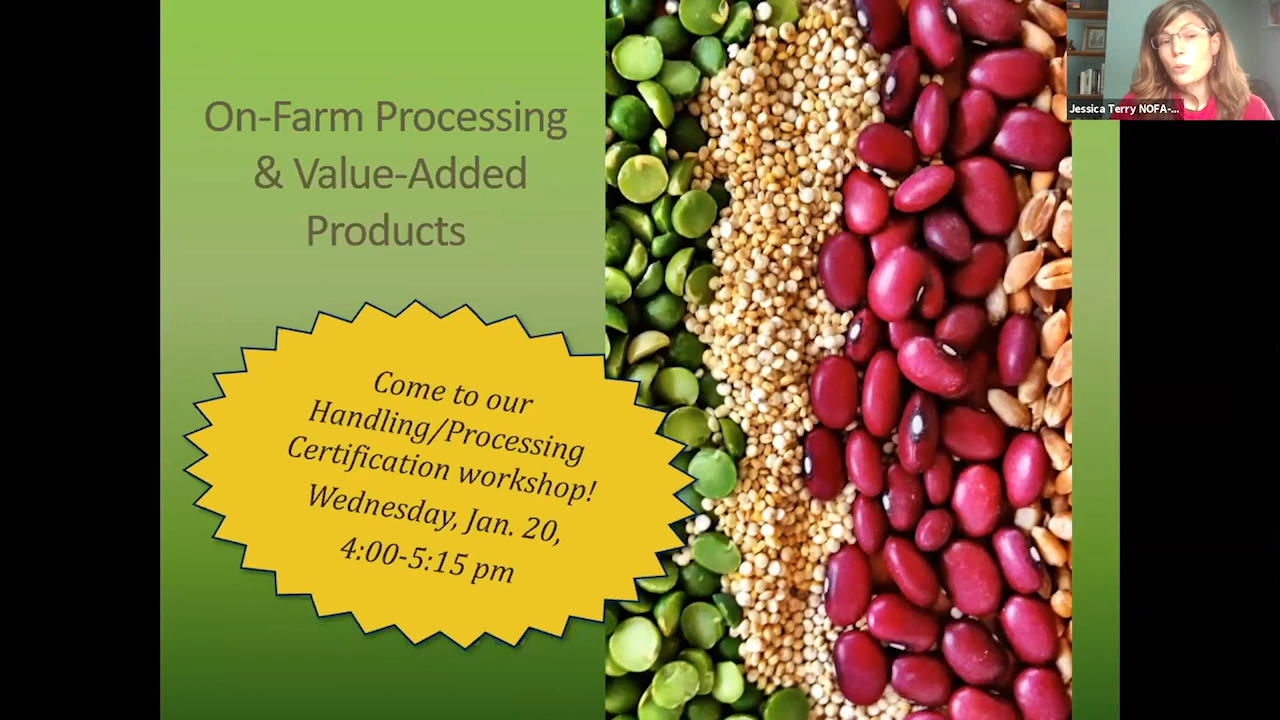 On-Farm Processing
& Value-Added
Products
Come to our
Handling/Processing
Certification workshop!
Wednesday, Jan. 20,
4:00-5:15 pm
Jessica Terry NOFA-...